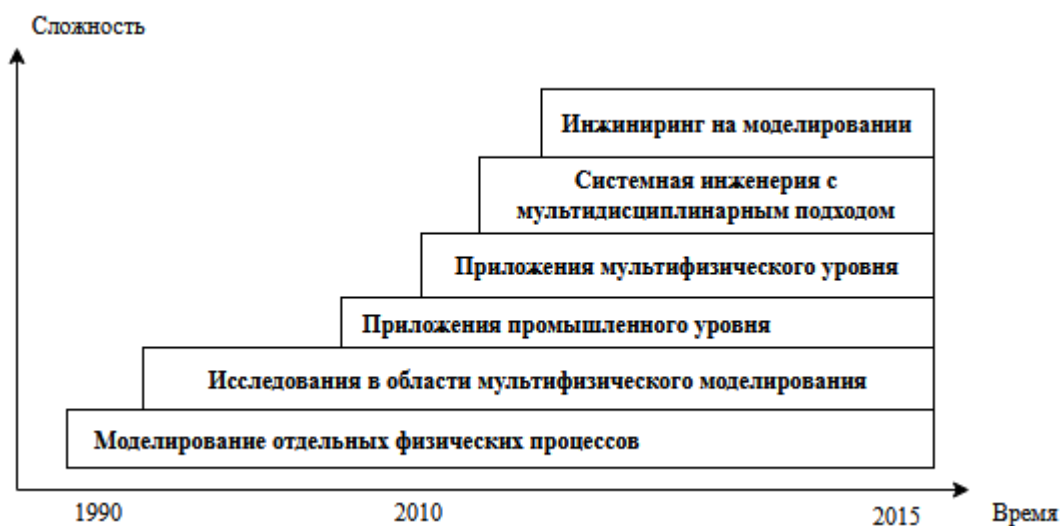 Сложность
Инжиниринг на моделировании
Системная инженерия с
мультидисциплинарным подходом
Приложения мультифизического уровня
Приложения промышленного уровня
Исследования в области мультифизического моделирования
Моделирование отдельных физических процессов
1990
2010
2015
Время